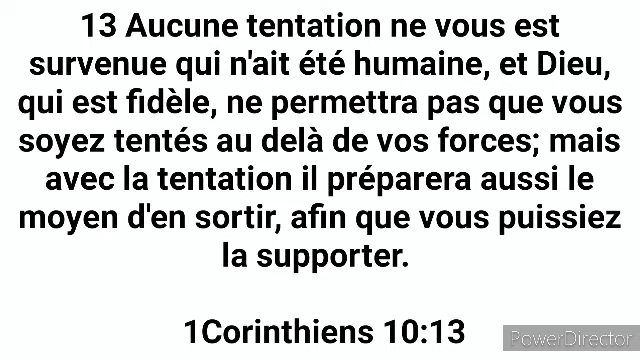 13 Aucune tentation ne vous est
survenue qui n'ait été humaine, et Dieu,
qui est fidèle, ne permettra pas que vous
soyez tentés au delà de vos forces; mais
avec la tentation il préparera aussi le
moyen d'en sortir, afin que vous puissiez
la supporter.
1Corinthiens 10:13
PowerDirector